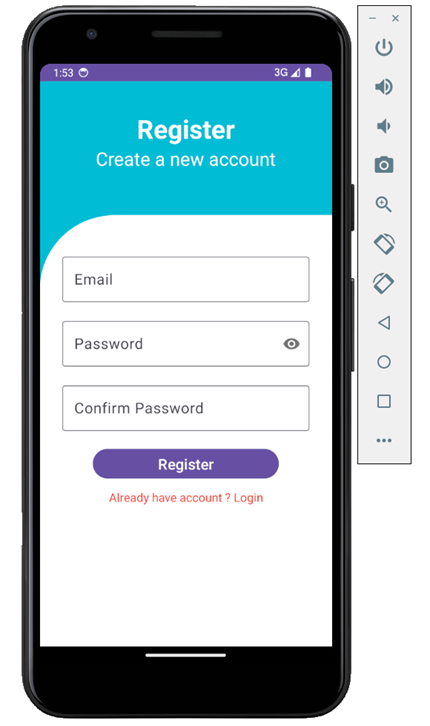 1:53 3G
Register
Create a new account
Email
Password
Confirm Password
Register
Already have account ? Login